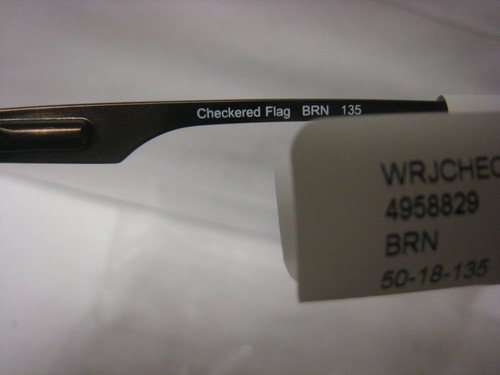 Checkered Flag BRN 135
WRJCHEC
4958829
BRN
50-18-135